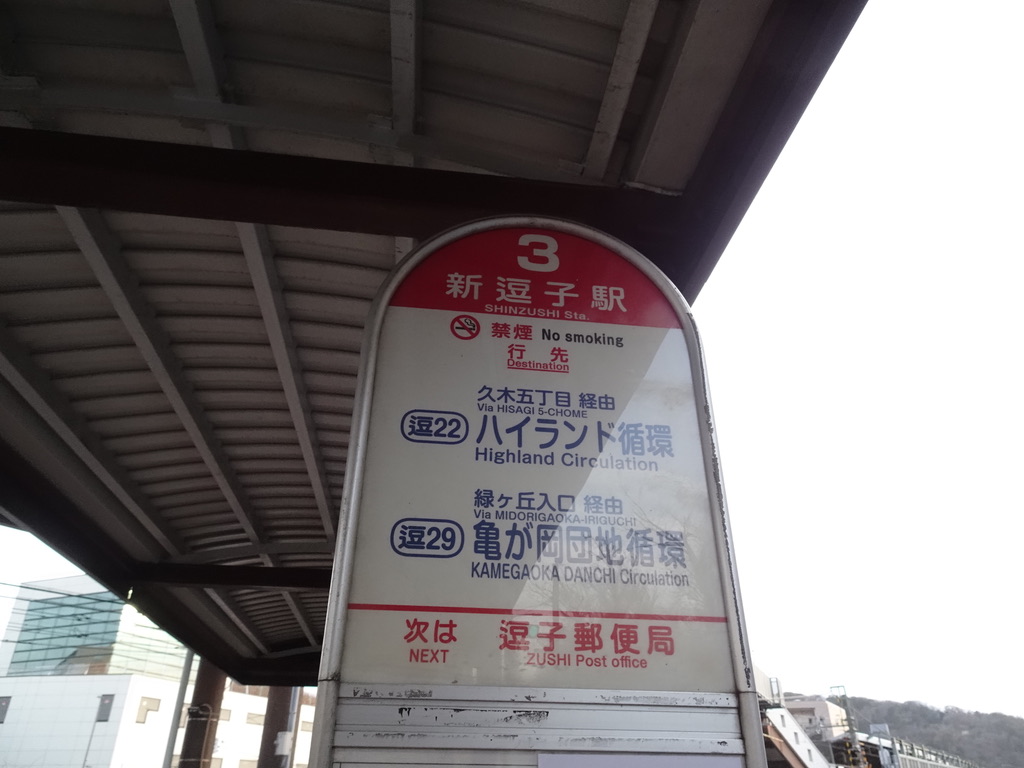 3
新逗子駅
SHINZUSHI Sta.
禁煙 No smoking
行先
Destination
久木五丁目 経由
Via HISAGI 5-CHOME
逗22 ハイランド循環
Highland Circulation
緑ヶ丘入口 経由
Via MIDORIGAOKA-IRIGUCHI
逗29 亀が岡団地循環
KAMEGAOKA DANCHI Circulation
次は 逗子郵便局
NEXT ZUSHI Post office